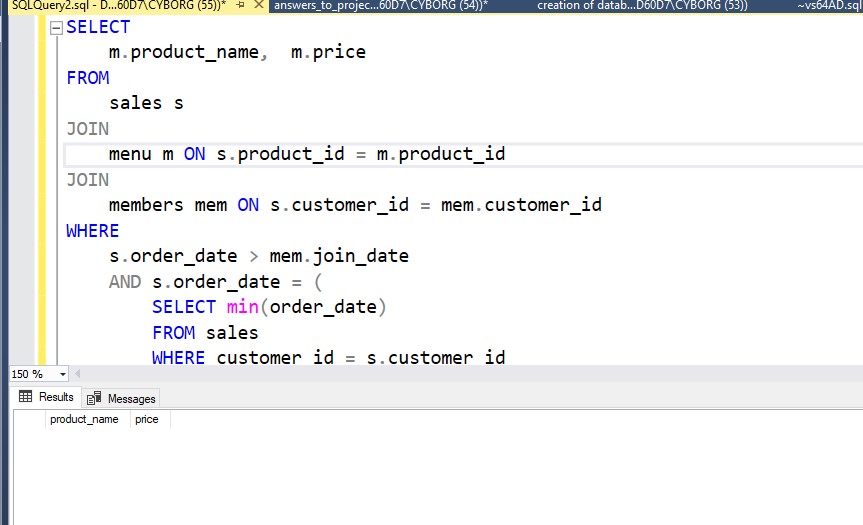 SQLQuery2.sql - D...60D7\CYBORG (55))* answers_to_projec...60D7\CYBORG (54))* creation of datab...D60D7\CYBORG (53)) ~vs64AD.sql
SELECT
m.product_name, m.price
FROM
sales s
JOIN
menu m ON s.product_id = m.product_id
JOIN
members mem ON s.customer_id = mem.customer_id
WHERE
s.order_date > mem.join_date
AND s.order_date = (
SELECT min(order_date)
FROM sales
WHERE customer_id = s.customer_id
150 %
Results Messages
product_name price